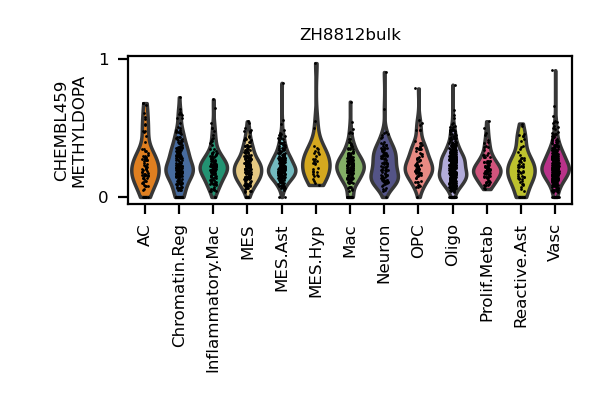 ZH8812bulk
CHEMBL459
METHYLDOPA
1
0
AC
Chromatin.Reg
Inflammatory.Mac
MES
MES.Ast
MES.Hyp
Mac
Neuron
OPC
Oligo
Prolif.Metab
Reactive.Ast
Vasc